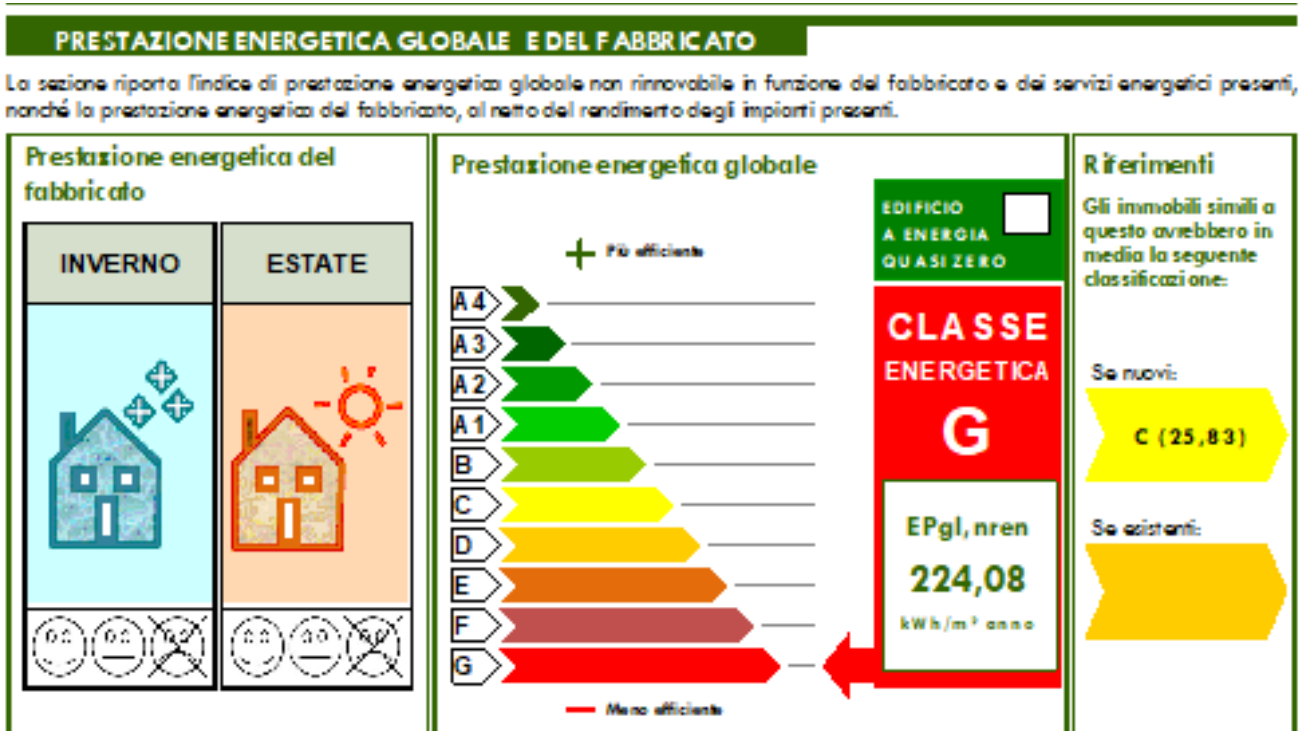 PRESTAZIONE ENERGETICA GLOBALE E DEL FABBRICATO
La sezione riporta l'indice di prestazione energetica globale non rinnovabile in funzione del fabbricato e dei servizi energetici presenti,
nonché la prestazione energetica del fabbricato, al netto del rendimento degli impianti presenti.
Prestazione energetica del
fabbricato
INVERNO
ESTATE
Prestazione energetica globale
+ Più efficiente
A4
A3
A2
A1
B
C
D
E
F
G
— Meno efficiente
EDIFICIO
A ENERGIA
QUASI ZERO
CLASSE
ENERGETICA
G
EPgl,nren
224,08
kWh/m² anno
Riferimenti
Gli immobili simili a
questo avrebbero in
media la seguente
classificazione:
Se nuovi:
C (25,83)
Se esistenti: